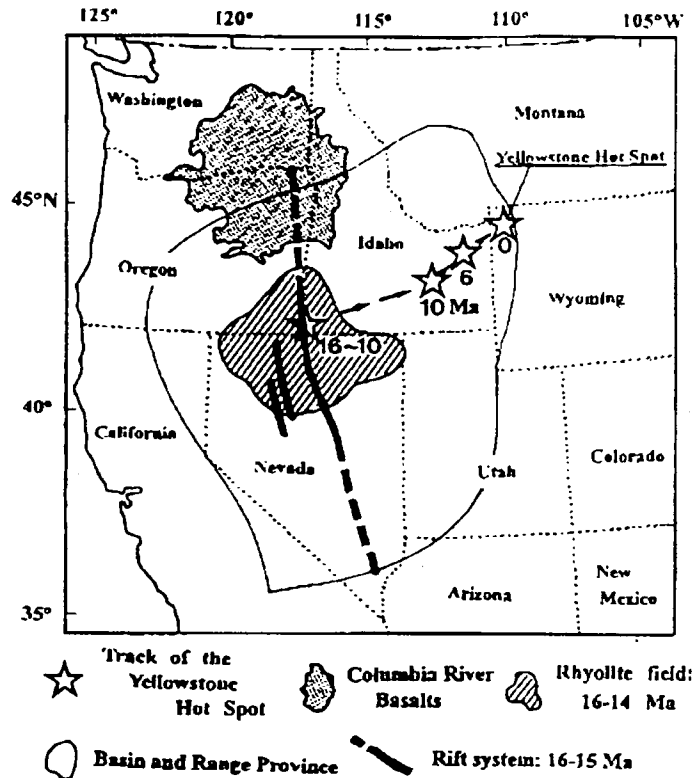 120° 115° 110° 105°W
Washington
Montana
Yellowstone Hot Spot
45°N
Idaho
0
Oregon
6
10 Ma
Wyoming
16~10
40°
California
Nevada
Utah
Colorado
Arizona
New
Mexico
35°
Track of the
Yellowstone
Hot Spot
Columbia River
Basalts
Rhyolite field:
16-14 Ma
Basin and Range Province
Rift system: 16-15 Ma